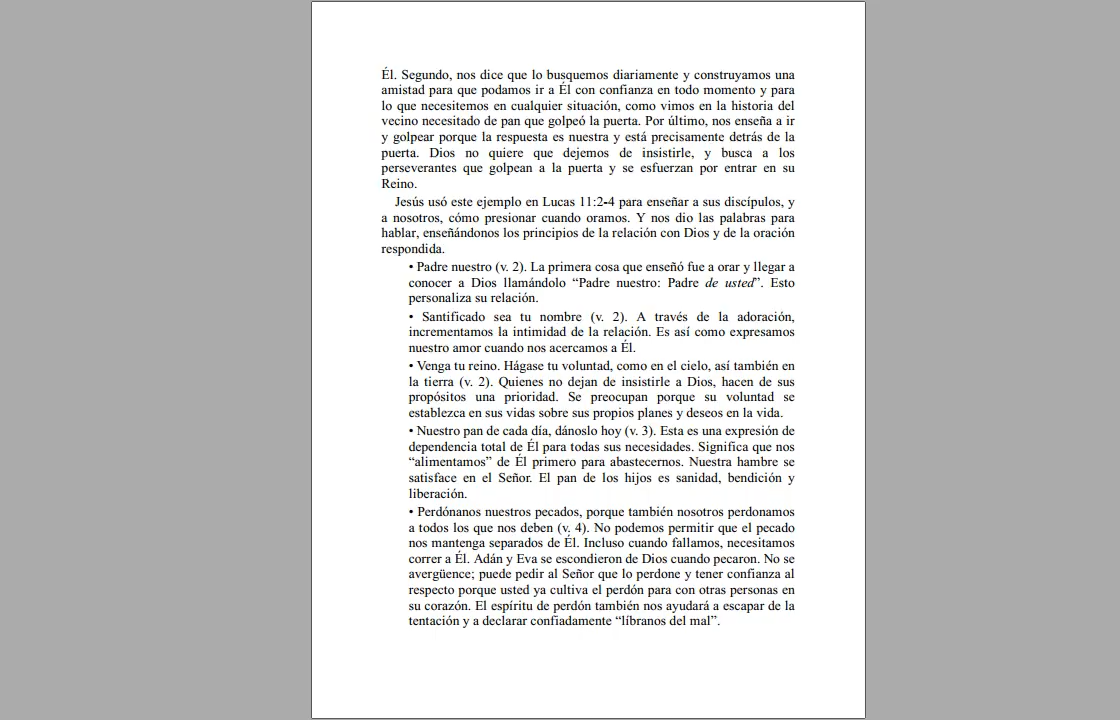 Él. Segundo, nos dice que lo busquemos diariamente y construyamos una
amistad para que podamos ir a Él con confianza en todo momento y para
lo que necesitemos en cualquier situación, como vimos en la historia del
vecino necesitado de pan que golpeó la puerta. Por último, nos enseña a ir
y golpear porque la respuesta es nuestra y está precisamente detrás de la
puerta. Dios no quiere que dejemos de insistirle, y busca a los
perseverantes que golpean a la puerta y se esfuerzan por entrar en su
Reino.
Jesús usó este ejemplo en Lucas 11:2-4 para enseñar a sus discípulos, y
a nosotros, cómo presionar cuando oramos. Y nos dio las palabras para
hablar, enseñándonos los principios de la relación con Dios y de la oración
respondida.
• Padre nuestro (v. 2). La primera cosa que enseñó fue a orar y llegar a
conocer a Dios llamándolo “Padre nuestro: Padre de usted”. Esto
personaliza su relación.
• Santificado sea tu nombre (v. 2). A través de la adoración,
incrementamos la intimidad de la relación. Es así como expresamos
nuestro amor cuando nos acercamos a Él.
• Venga tu reino. Hágase tu voluntad, como en el cielo, así también en
la tierra (v. 2). Quienes no dejan de insistirle a Dios, hacen de sus
propósitos una prioridad. Se preocupan porque su voluntad se
establezca en sus vidas sobre sus propios planes y deseos en la vida.
• Nuestro pan de cada día, dánoslo hoy (v. 3). Esta es una expresión de
dependencia total de Él para todas sus necesidades. Significa que nos
“alimentamos” de Él primero para abastecernos. Nuestra hambre se
satisface en el Señor. El pan de los hijos es sanidad, bendición y
liberación.
• Perdónanos nuestros pecados, porque también nosotros perdonamos
a todos los que nos deben (v. 4). No podemos permitir que el pecado
nos mantenga separados de Él. Incluso cuando fallamos, necesitamos
correr a Él. Adán y Eva se escondieron de Dios cuando pecaron. No se
avergüence; puede pedir al Señor que lo perdone y tener confianza al
respecto porque usted ya cultiva el perdón para con otras personas en
su corazón. El espíritu de perdón también nos ayudará a escapar de la
tentación y a declarar confiadamente “líbranos del mal”.